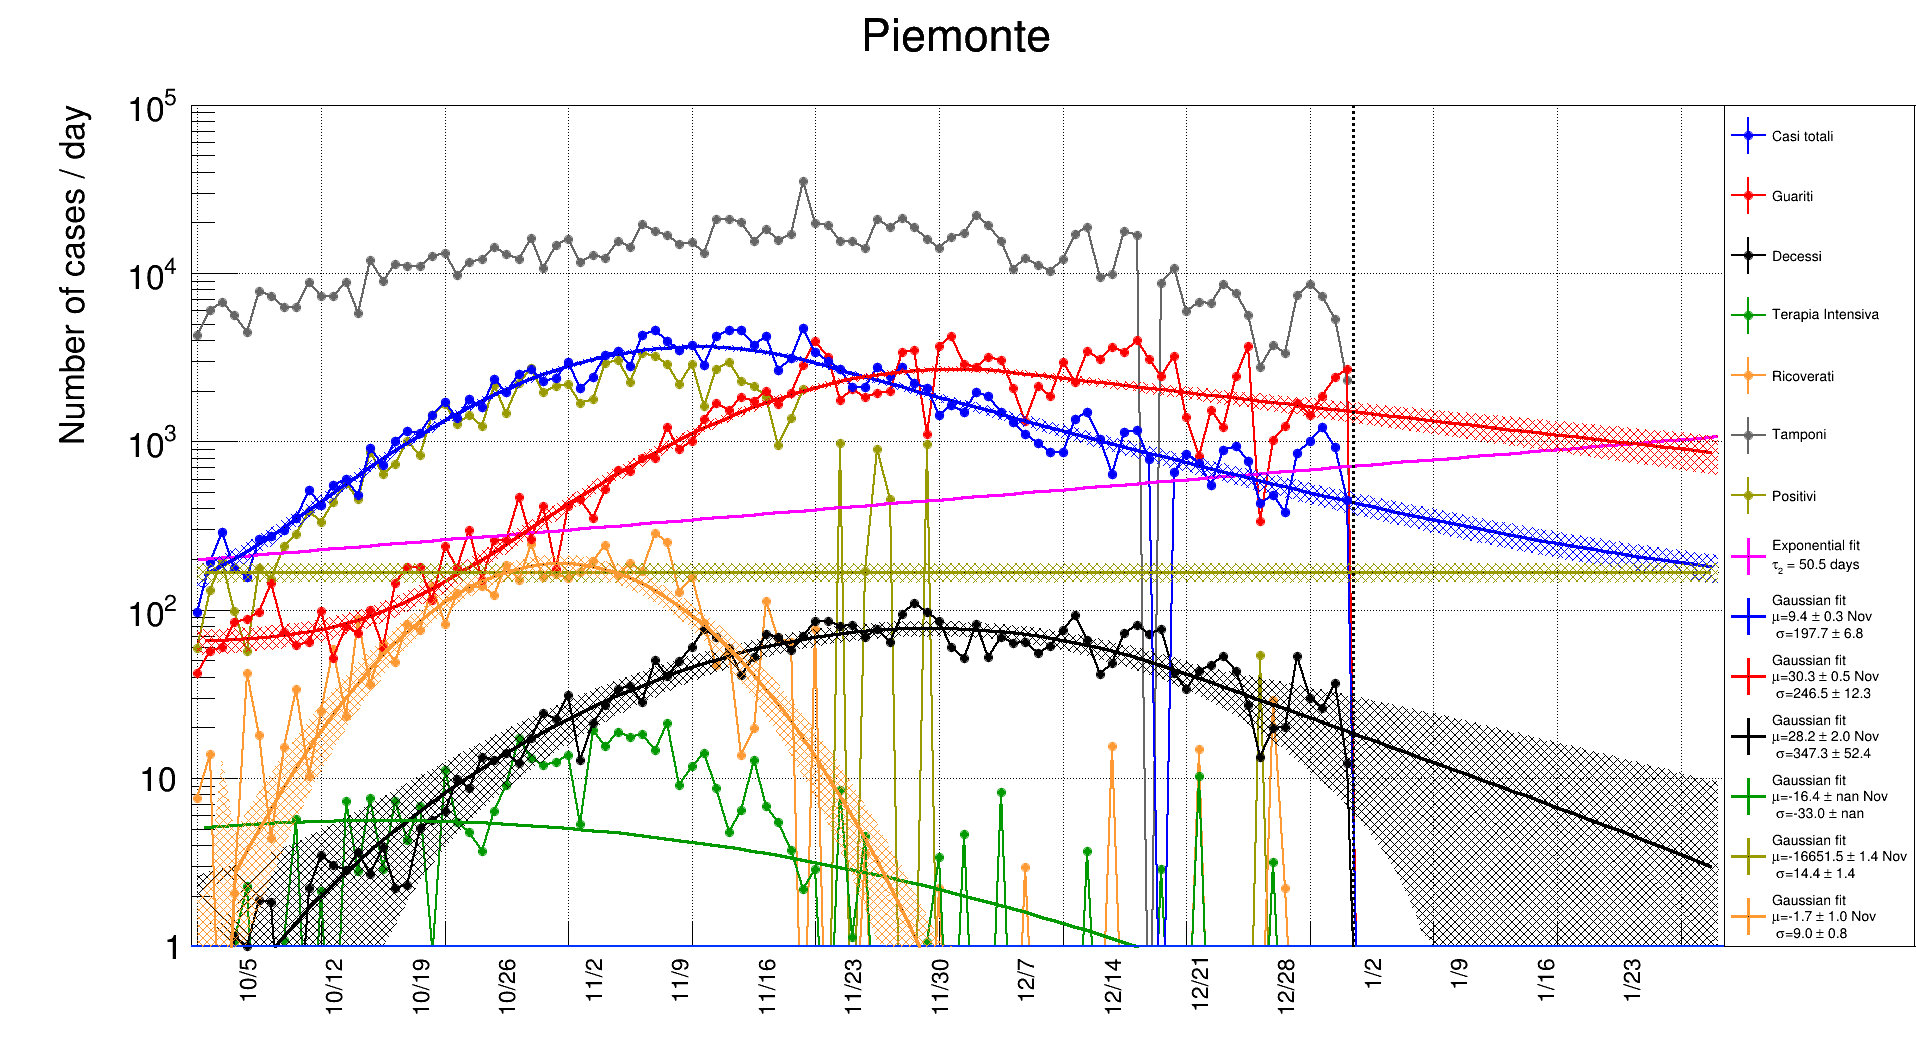 Piemonte
Number of cases / day
10⁵
10⁴
10³
10²
10
1
10/5
10/12
10/19
10/26
11/2
11/9
11/16
11/23
11/30
12/7
12/14
12/21
12/28
1/2
1/9
1/16
1/23
Casi totali
Guariti
Decessi
Terapia Intensiva
Ricoverati
Tamponi
Positivi
Exponential fit
τ₂ = 50.5 days
Gaussian fit
μ=9.4 ± 0.3 Nov
σ=197.7 ± 6.8
Gaussian fit
μ=30.3 ± 0.5 Nov
σ=246.5 ± 12.3
Gaussian fit
μ=28.2 ± 2.0 Nov
σ=347.3 ± 52.4
Gaussian fit
μ=-16.4 ± nan Nov
σ=-33.0 ± nan
Gaussian fit
μ=-16651.5 ± 1.4 Nov
σ=14.4 ± 1.4
Gaussian fit
μ=-1.7 ± 1.0 Nov
σ=9.0 ± 0.8